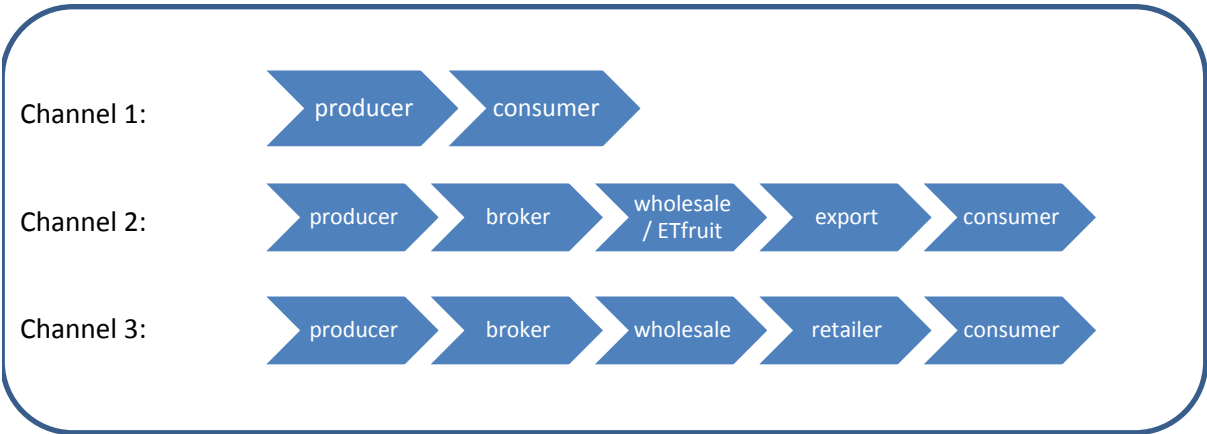 Channel 1:
producer
consumer
Channel 2:
producer
broker
wholesale
/ ETfruit
export
consumer
Channel 3:
producer
broker
wholesale
retailer
consumer